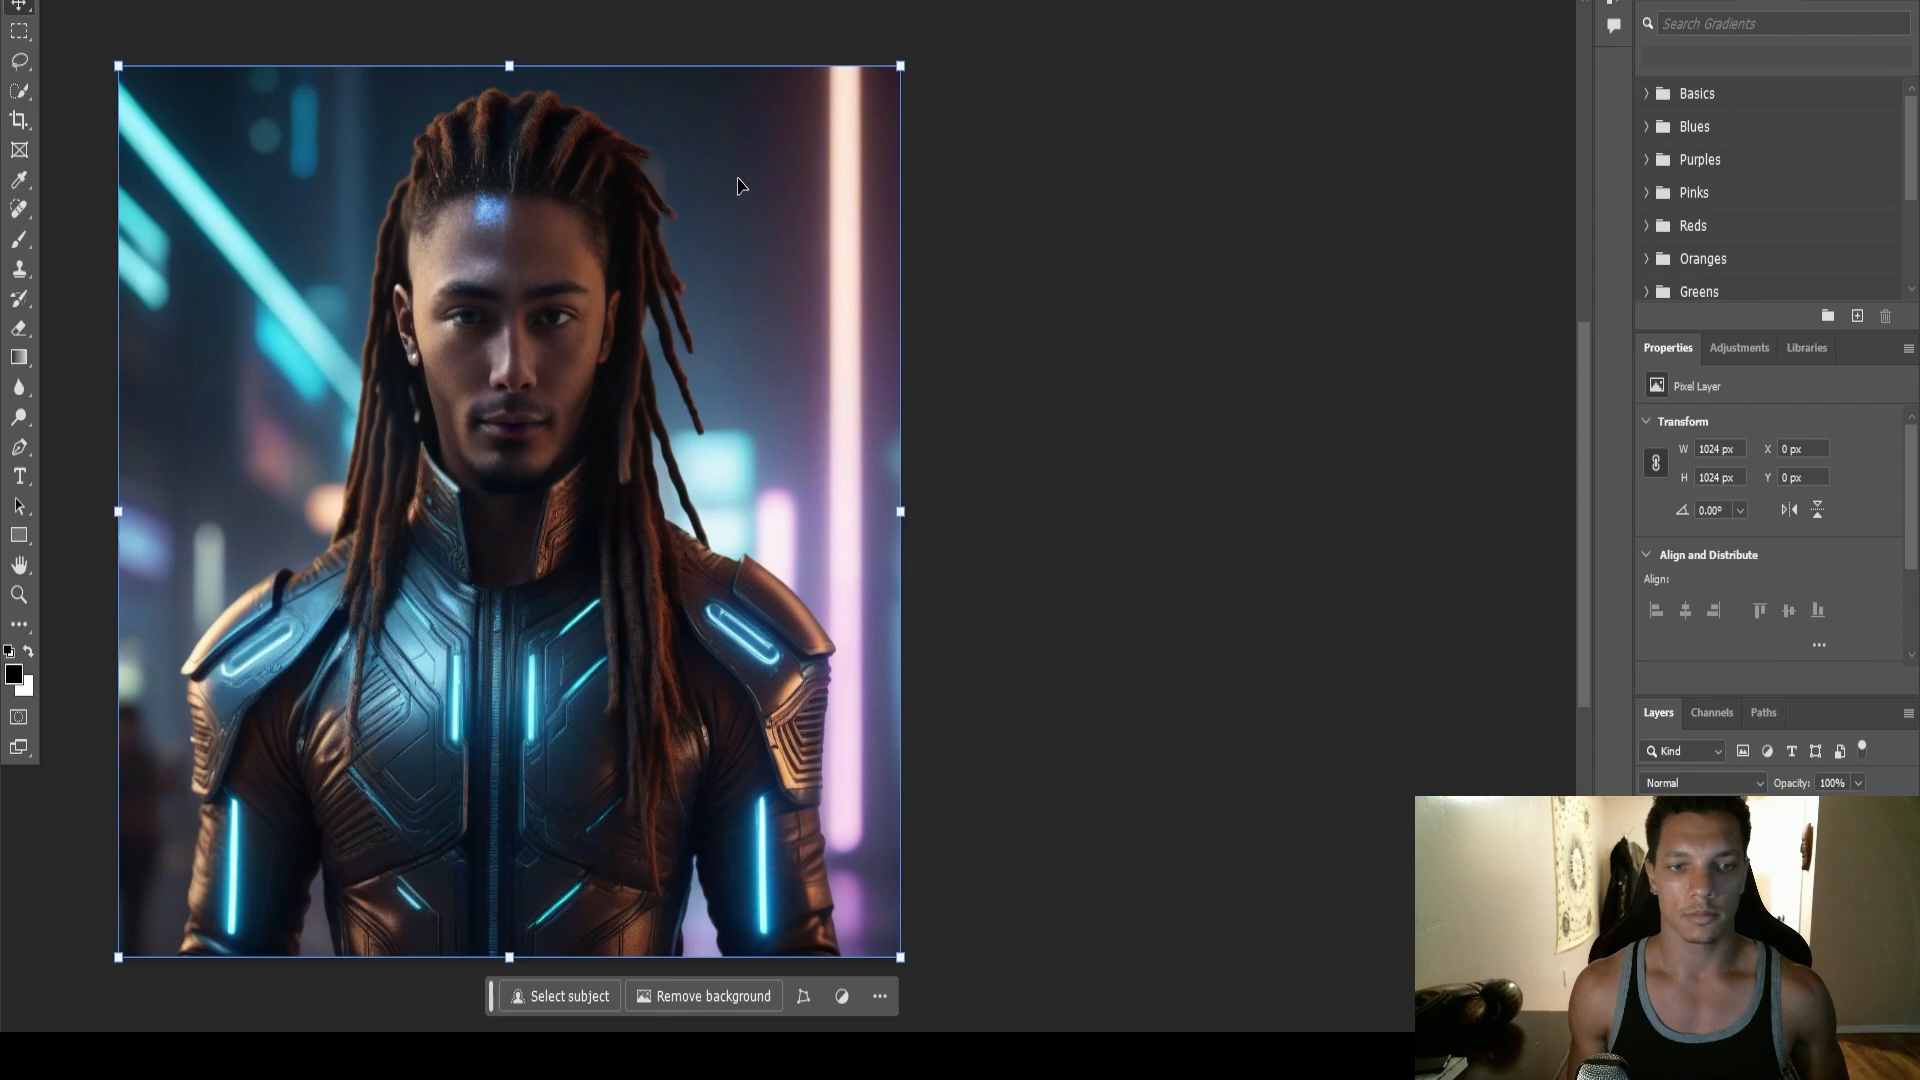 Search Gradients
Basics
Blues
Purples
Pinks
Reds
Oranges
Greens
Properties Adjustments Libraries
Pixel Layer
Transform
W 1024 px X 0 px
H 1024 px Y 0 px
0.00°
Align and Distribute
Align:
Layers Channels Paths
Kind
Normal Opacity: 100%
Select subject Remove background